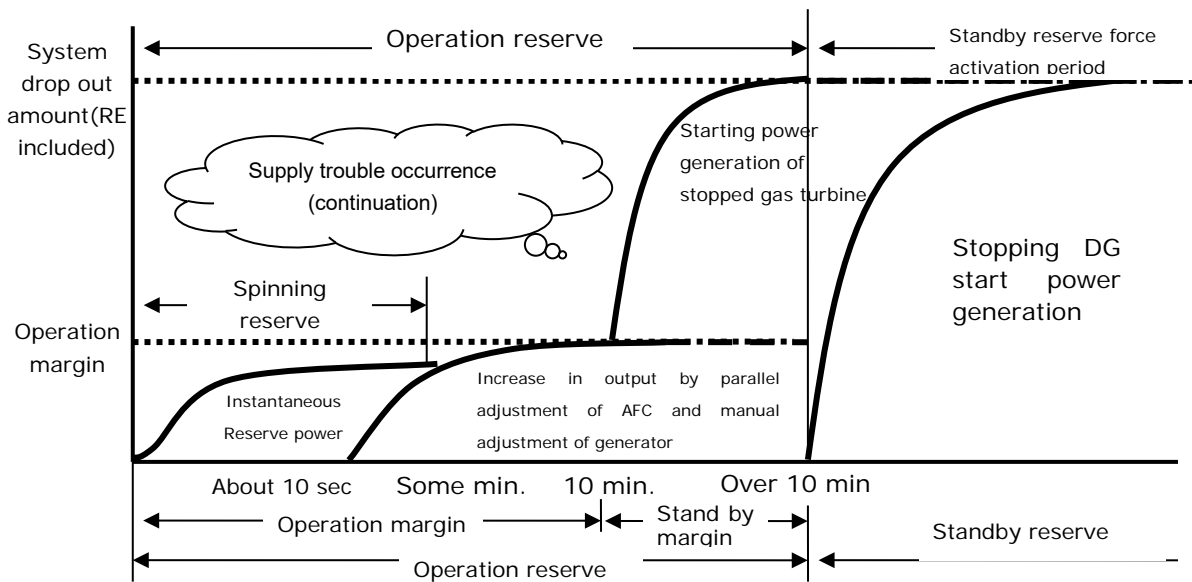 System
drop out
amount(RE
included)
Operation reserve
Standby reserve force
activation period
Supply trouble occurrence
(continuation)
Starting power
generation of
stopped gas turbine
Spinning
reserve
Stopping DG
start power
generation
Operation
margin
Instantaneous
Reserve power
Increase in output by parallel
adjustment of AFC and manual
adjustment of generator
About 10 sec
Some min.
10 min.
Over 10 min
Operation margin
Stand by
margin
Standby reserve
Operation reserve